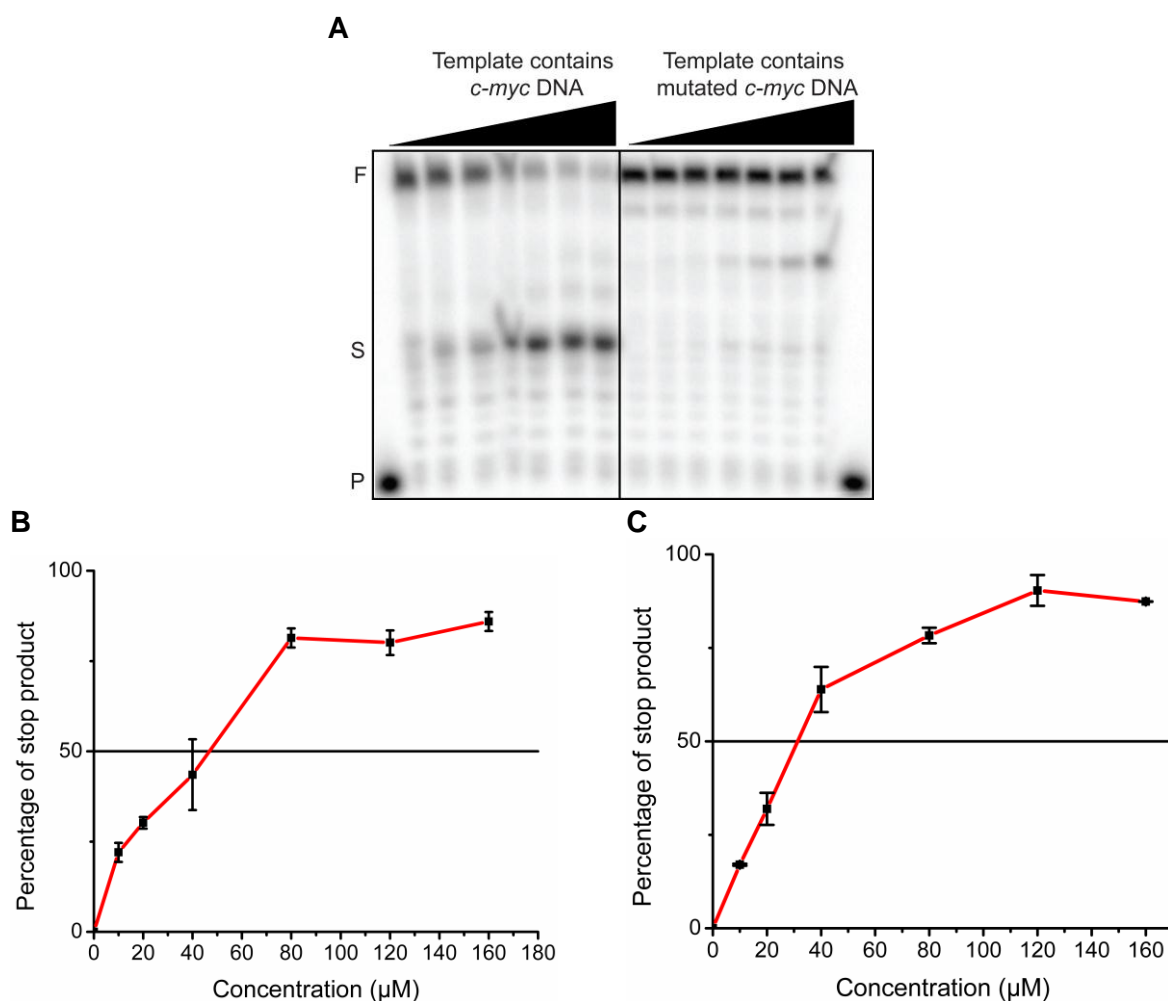 A
Template contains
c-myc DNA
Template contains
mutated c-myc DNA
F
S
P
B
100
50
0
Percentage of stop product
0 20 40 60 80 100 120 140 160 180
Concentration (µM)
C
100
50
0
Percentage of stop product
0 20 40 60 80 100 120 140 160
Concentration (µM)